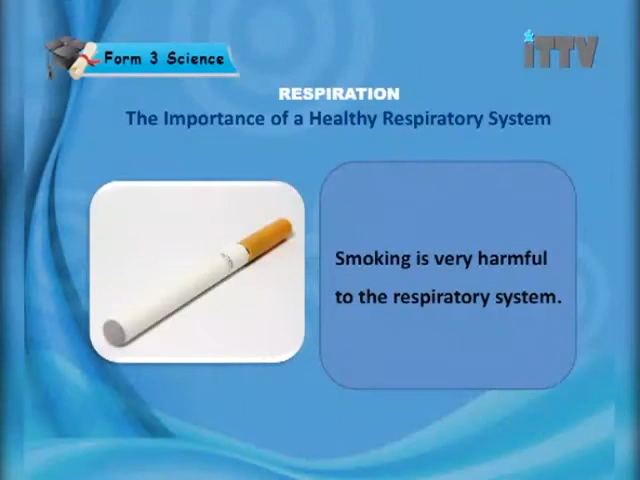 Form 3 Science
iTTV
RESPIRATION
The Importance of a Healthy Respiratory System
Smoking is very harmful
to the respiratory system.